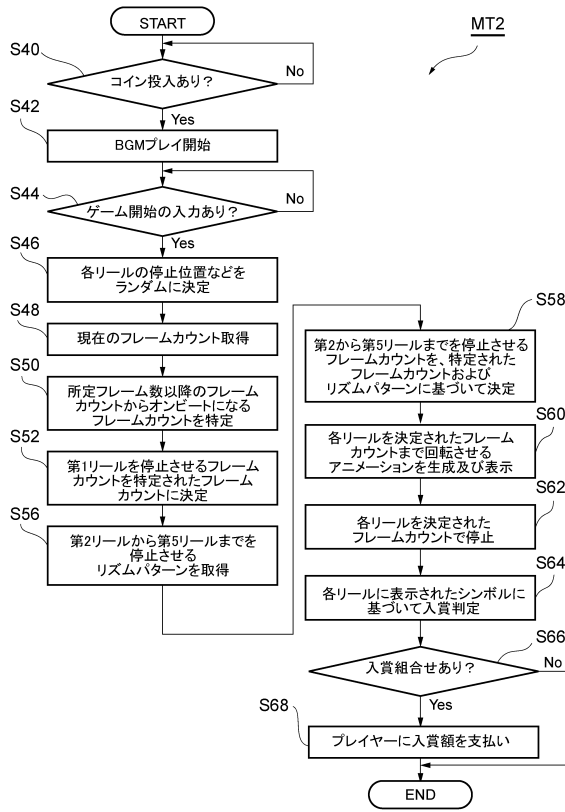 MT2
START
S40
コイン投入あり？
No
Yes
S42
BGMプレイ開始
S44
ゲーム開始の入力あり？
No
Yes
S46
各リールの停止位置などを
ランダムに決定
S48
現在のフレームカウント取得
S50
所定フレーム数以降のフレーム
カウントからオンビートになる
フレームカウントを特定
S52
第1リールを停止させるフレーム
カウントを特定されたフレーム
カウントに決定
S56
第2リールから第5リールまでを
停止させる
リズムパターンを取得
S58
第2から第5リールまでを停止させる
フレームカウントを、特定された
フレームカウントおよび
リズムパターンに基づいて決定
S60
各リールを決定されたフレーム
カウントまで回転させる
アニメーションを生成及び表示
S62
各リールを決定された
フレームカウントで停止
S64
各リールに表示されたシンボルに
基づいて入賞判定
S66
入賞組合せあり？
No
Yes
S68
プレイヤーに入賞額を支払い
END